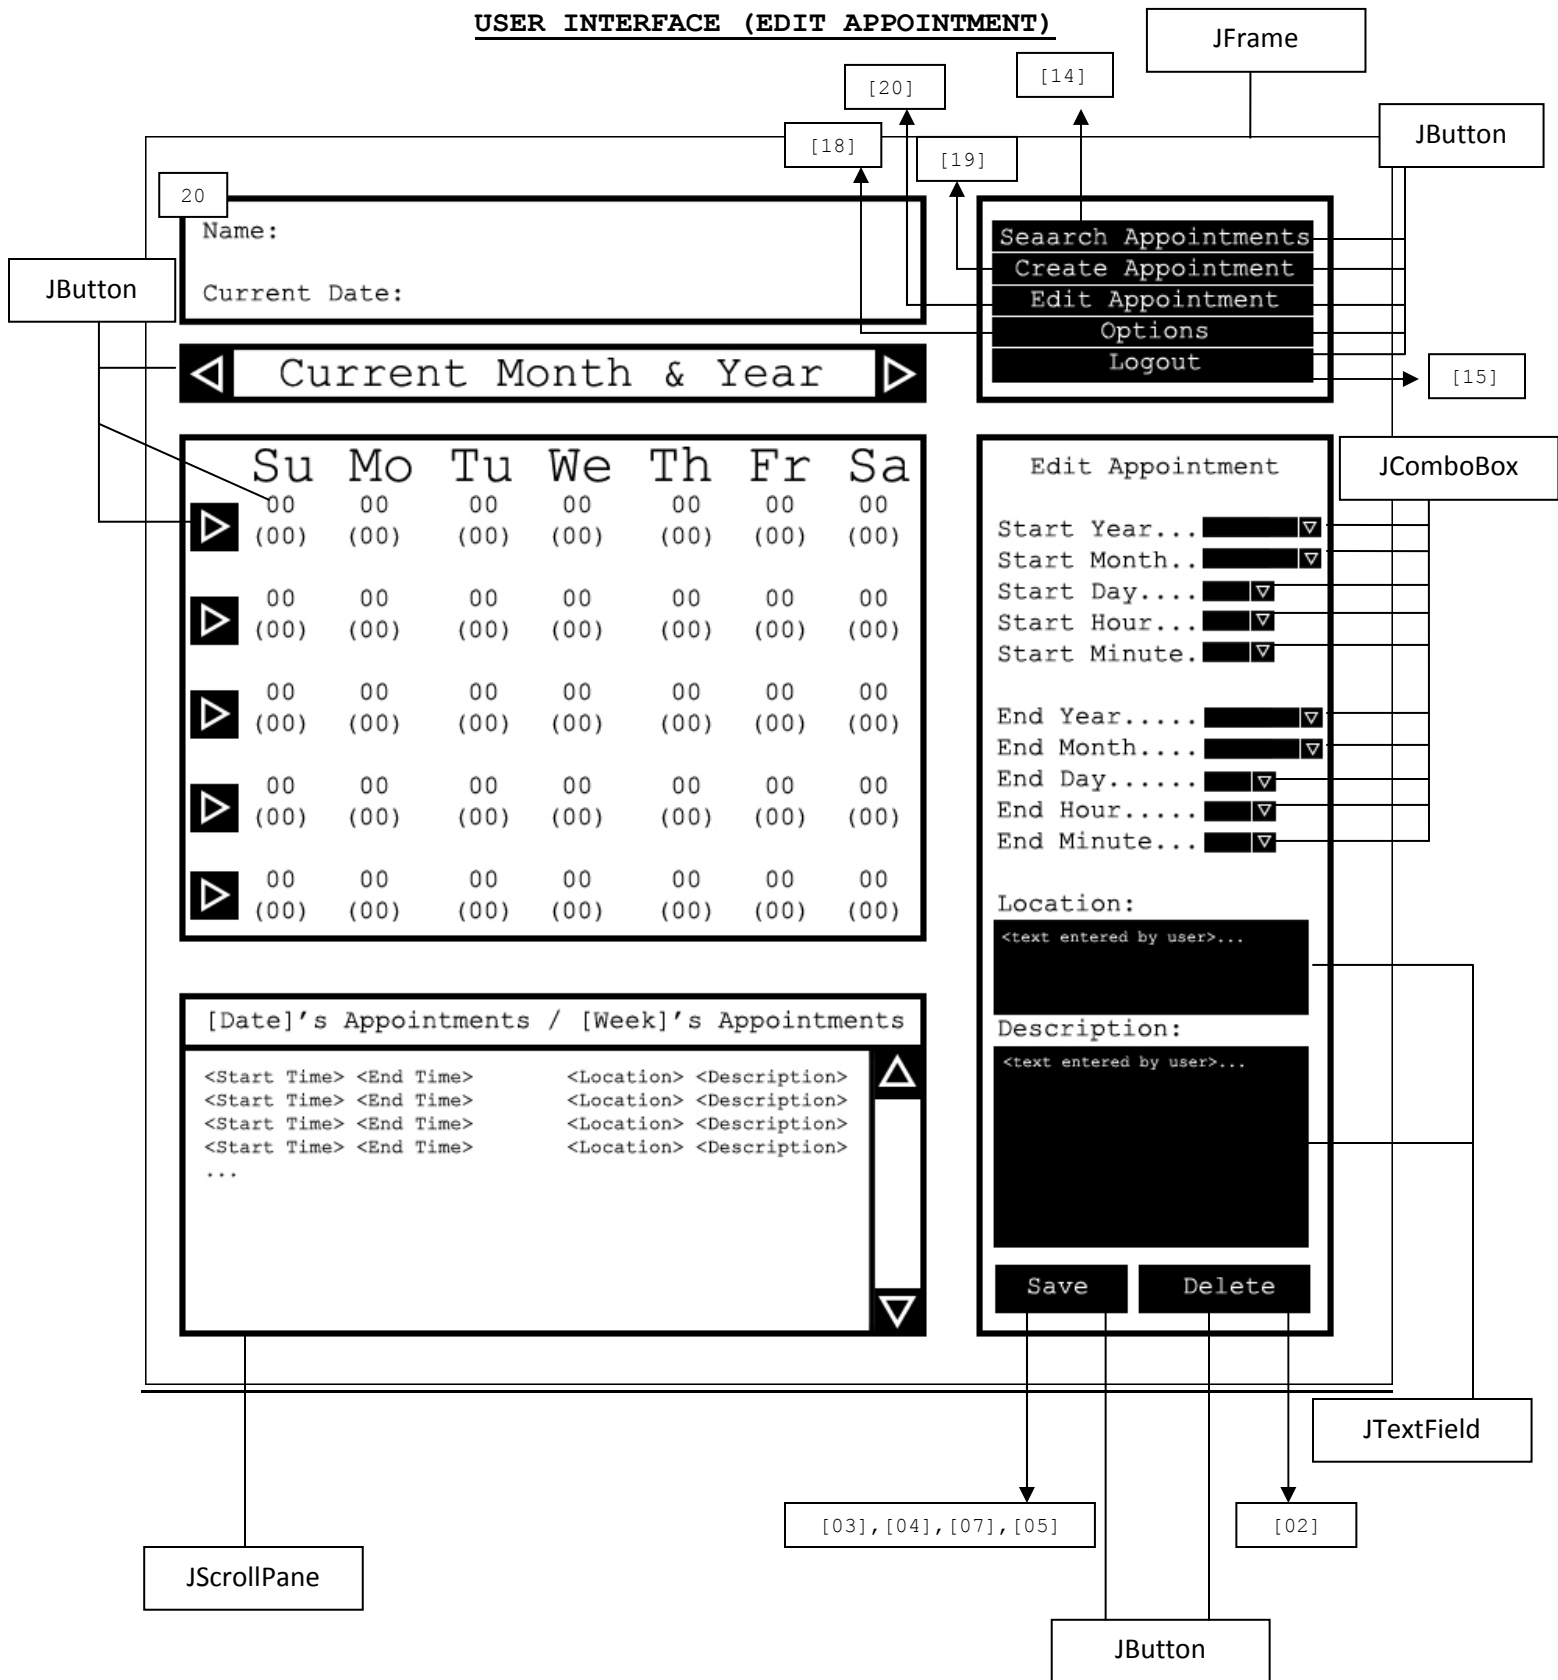 USER INTERFACE (EDIT APPOINTMENT)
JFrame
[14]
[20]
JButton
[18]
[19]
20
Name:
Current Date:
Seaarch Appointments
Create Appointment
Edit Appointment
Options
Logout
JButton
[15]
Current Month & Year
Su Mo Tu We Th Fr Sa
00 00 00 00 00 00 00
(00) (00) (00) (00) (00) (00) (00)
00 00 00 00 00 00 00
(00) (00) (00) (00) (00) (00) (00)
00 00 00 00 00 00 00
(00) (00) (00) (00) (00) (00) (00)
00 00 00 00 00 00 00
(00) (00) (00) (00) (00) (00) (00)
00 00 00 00 00 00 00
(00) (00) (00) (00) (00) (00) (00)
Edit Appointment
JComboBox
Start Year...
Start Month..
Start Day....
Start Hour...
Start Minute.
End Year.....
End Month....
End Day......
End Hour.....
End Minute...
Location:
<text entered by user>...
Description:
<text entered by user>...
Save
Delete
[Date]'s Appointments / [Week]'s Appointments
<Start Time> <End Time> <Location> <Description>
<Start Time> <End Time> <Location> <Description>
<Start Time> <End Time> <Location> <Description>
<Start Time> <End Time> <Location> <Description>
...
JTextField
[03],[04],[07],[05]
[02]
JScrollPane
JButton